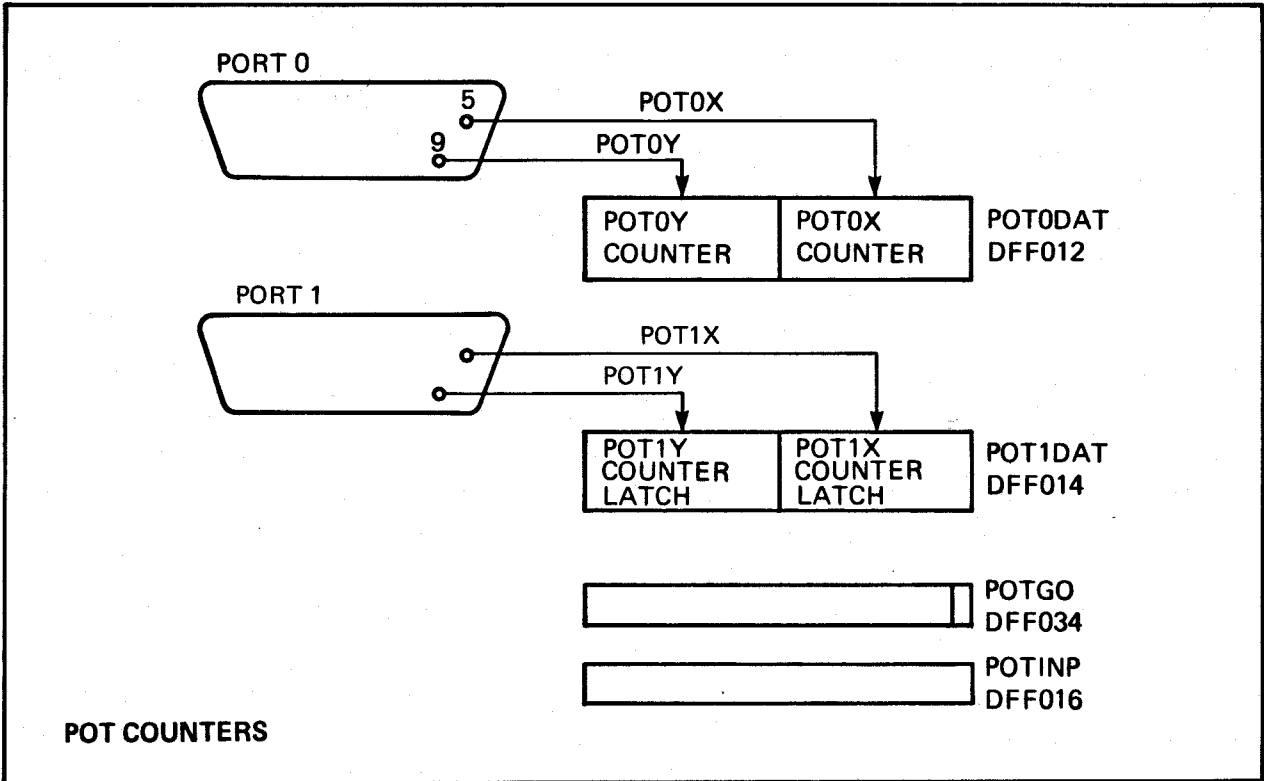 PORT 0
5
POT0X
9
POT0Y
POT0Y
COUNTER
POT0X
COUNTER
POT0DAT
DFF012
PORT 1
POT1X
POT1Y
POT1Y
COUNTER
LATCH
POT1X
COUNTER
LATCH
POT1DAT
DFF014
POTGO
DFF034
POTINP
DFF016
POT COUNTERS